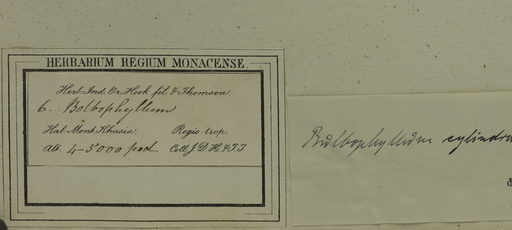 HERBARIUM REGIUM MONACENSE.
Herb. Ind. Or. Hook. fil. & Thomson.
6. Bolbophyllum
Hab. Mont. Khasia. Regio trop.
Alt. 4-5000 ped. Coll. J. D. H. & T. T.
Bulbophyllum cylindra
d